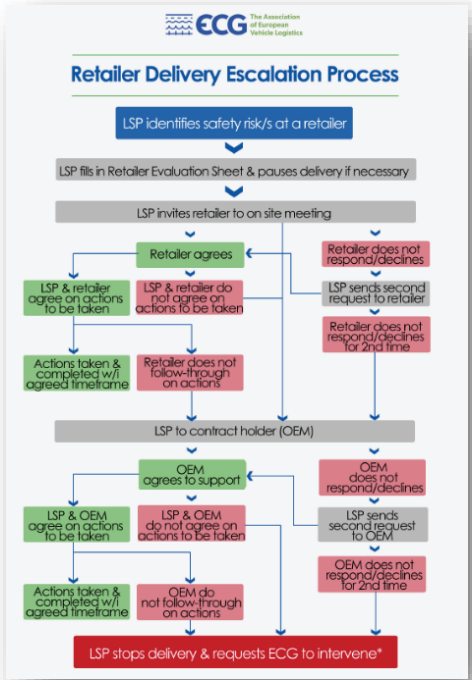 ECG
The Association
of European
Vehicle Logistics
Retailer Delivery Escalation Process
LSP identifies safety risk/s at a retailer
LSP fills in Retailer Evaluation Sheet & pauses delivery if necessary
LSP invites retailer to on site meeting
Retailer agrees
Retailer does not
respond/declines
LSP & retailer
agree on actions
to be taken
LSP & retailer do
not agree on
actions to be taken
LSP sends second
request to retailer
Retailer does not
respond/declines
for 2nd time
Actions taken &
completed w/i
agreed timeframe
Retailer does not
follow-through
on actions
LSP to contract holder (OEM)
OEM
agrees to support
OEM
does not
respond/declines
LSP & OEM
agree on actions
to be taken
LSP & OEM
do not agree on
actions to be taken
LSP sends
second request
to OEM
OEM does not
respond/declines
for 2nd time
Actions taken &
completed w/i
agreed timeframe
OEM do
not follow-through
on actions
LSP stops delivery & requests ECG to intervene*